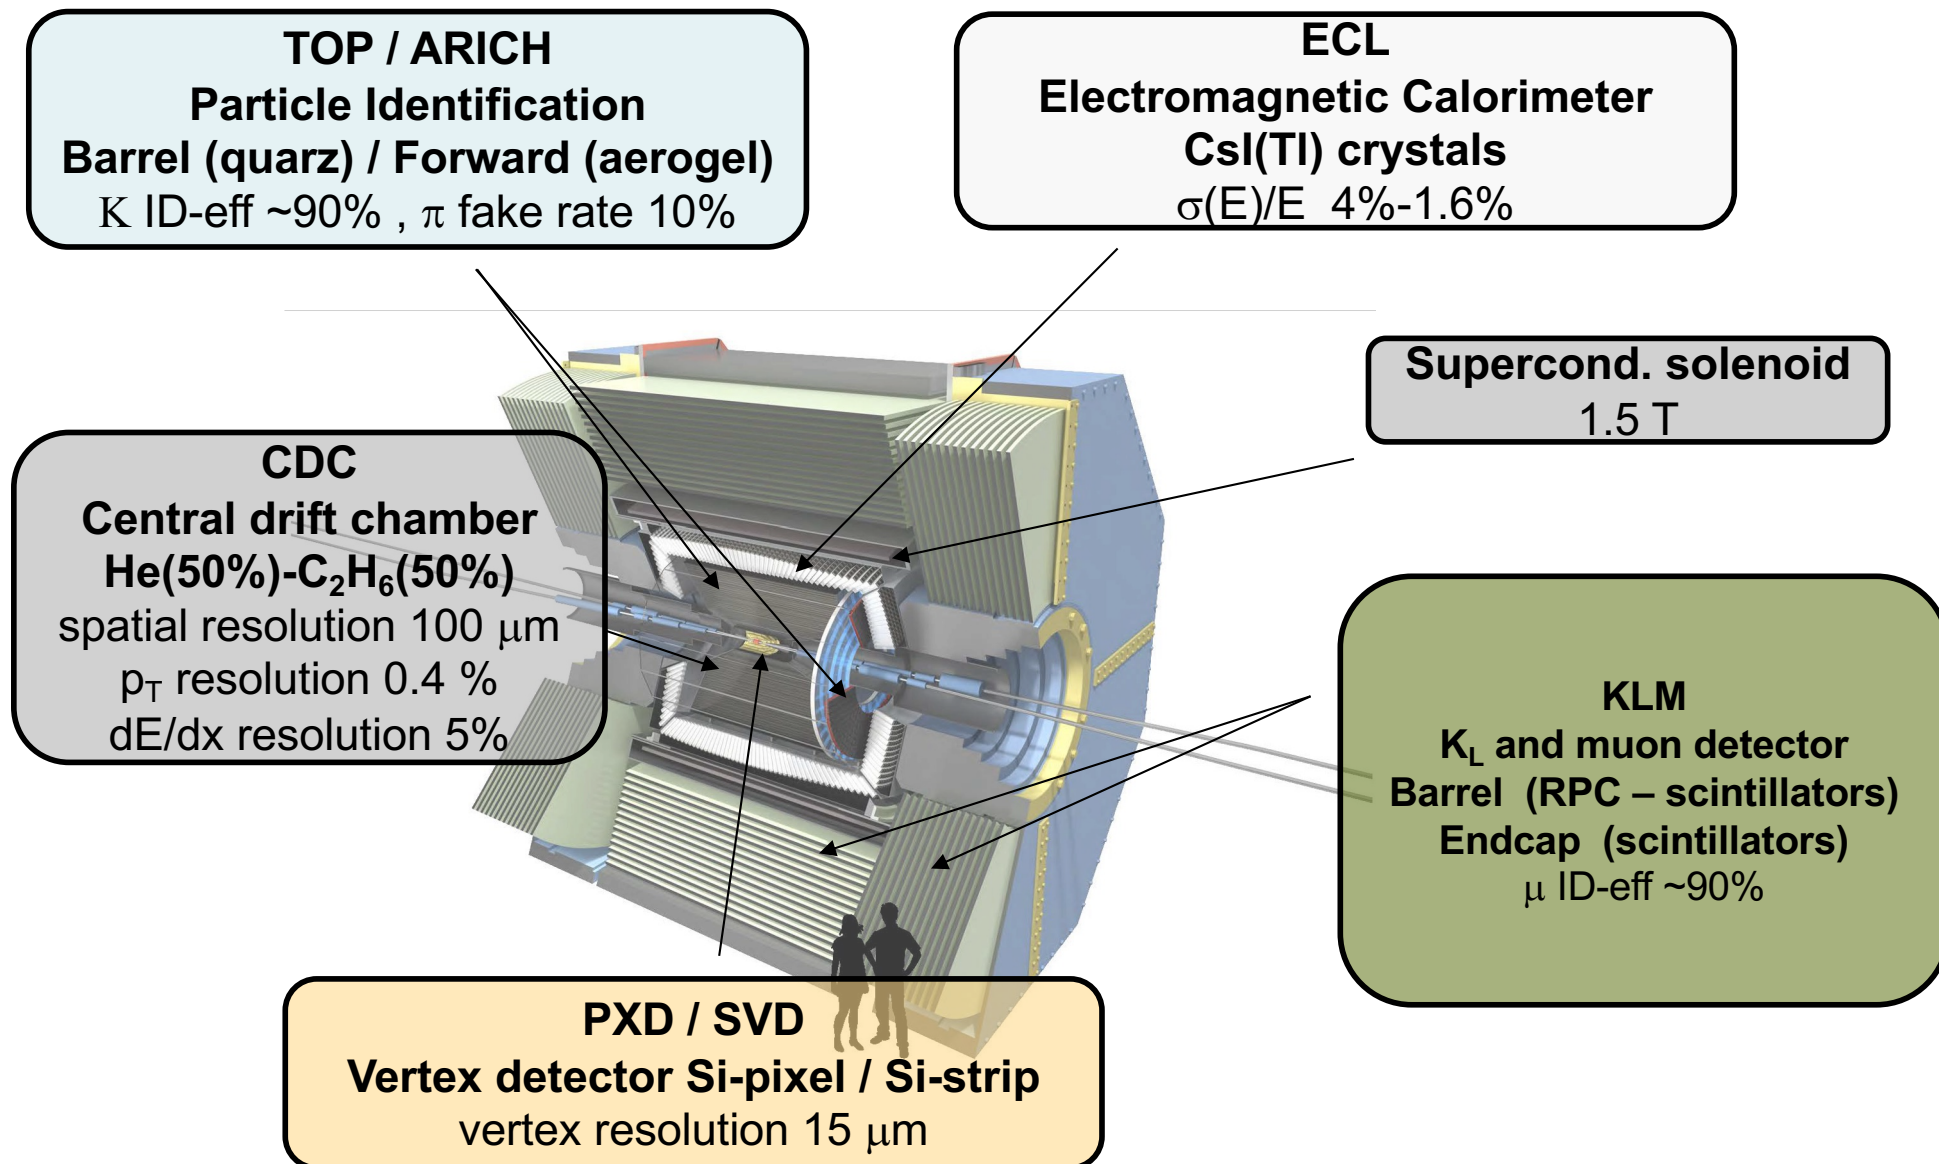 TOP / ARICH
Particle Identification
Barrel (quarz) / Forward (aerogel)
K ID-eff ~90% , π fake rate 10%
ECL
Electromagnetic Calorimeter
CsI(Tl) crystals
σ(E)/E 4%-1.6%
Supercond. solenoid
1.5 T
CDC
Central drift chamber
He(50%)-C₂H₆(50%)
spatial resolution 100 μm
p_T resolution 0.4 %
dE/dx resolution 5%
KLM
K_L and muon detector
Barrel (RPC – scintillators)
Endcap (scintillators)
μ ID-eff ~90%
PXD / SVD
Vertex detector Si-pixel / Si-strip
vertex resolution 15 μm